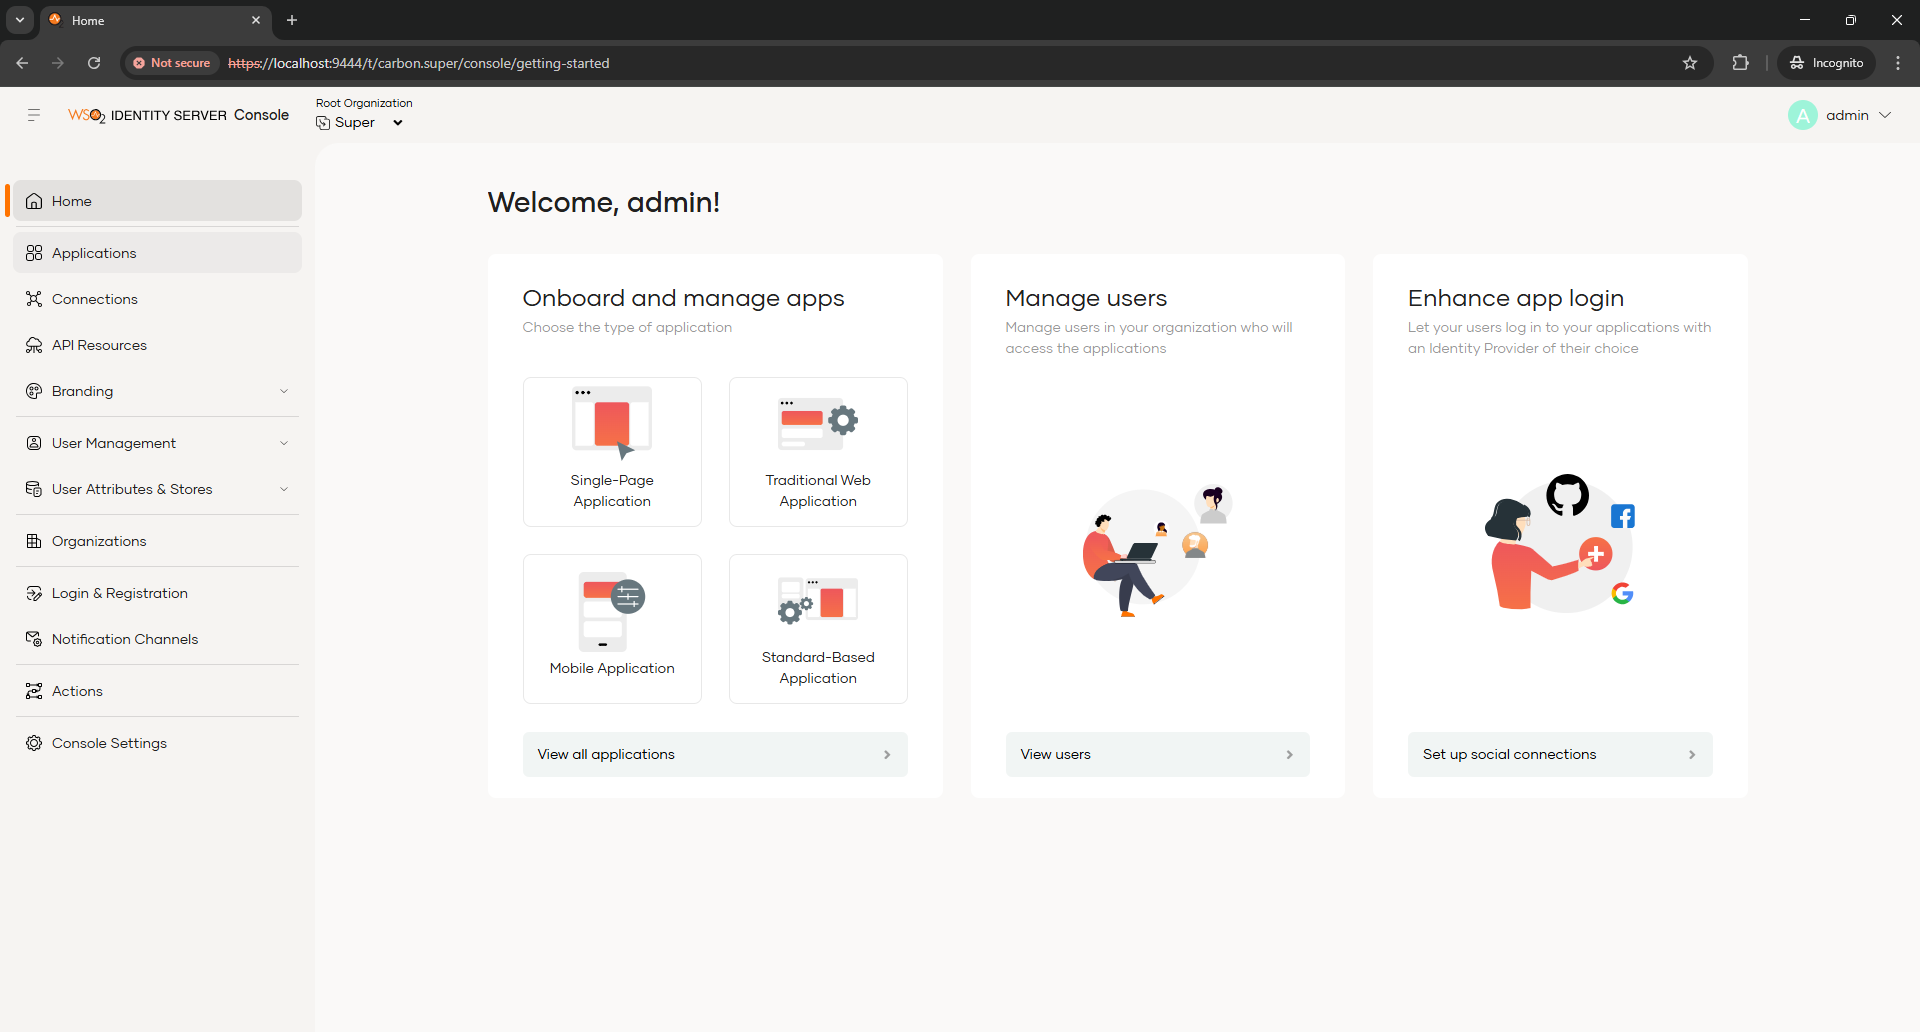 Home
Not secure
https://localhost:9444/t/carbon.super/console/getting-started
Incognito
WSO2 IDENTITY SERVER Console
Root Organization
Super
A
admin
Home
Applications
Connections
API Resources
Branding
User Management
User Attributes & Stores
Organizations
Login & Registration
Notification Channels
Actions
Console Settings
Welcome, admin!
Onboard and manage apps
Choose the type of application
Single-Page
Application
Traditional Web
Application
Mobile Application
Standard-Based
Application
View all applications
Manage users
Manage users in your organization who will
access the applications
View users
Enhance app login
Let your users log in to your applications with
an Identity Provider of their choice
Set up social connections